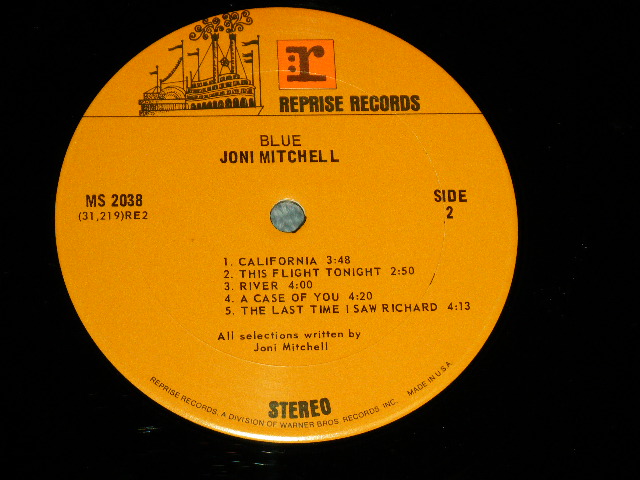 :r
REPRISE RECORDS
BLUE
JONI MITCHELL
MS 2038
(31,219)RE2
SIDE
2
1. CALIFORNIA 3:48
2. THIS FLIGHT TONIGHT 2:50
3. RIVER 4:00
4. A CASE OF YOU 4:20
5. THE LAST TIME I SAW RICHARD 4:13
All selections written by
Joni Mitchell
STEREO
REPRISE RECORDS, A DIVISION OF WARNER BROS. RECORDS, INC. MADE IN U.S.A.